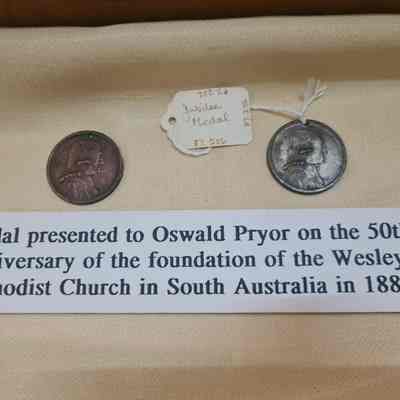 Jubilee
Medal
dal presented to Oswald Pryor on the 50th
iversary of the foundation of the Wesley
hodist Church in South Australia in 188